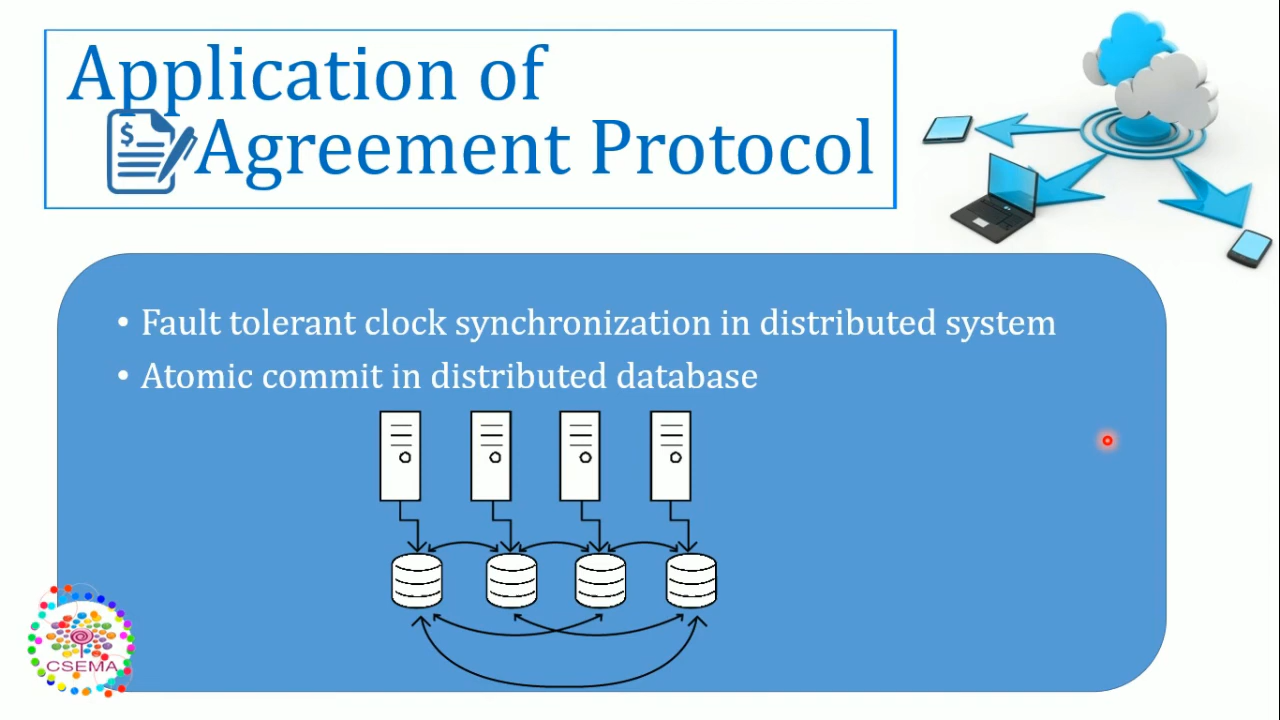 Application of
Agreement Protocol
$
• Fault tolerant clock synchronization in distributed system
• Atomic commit in distributed database
CSEMA